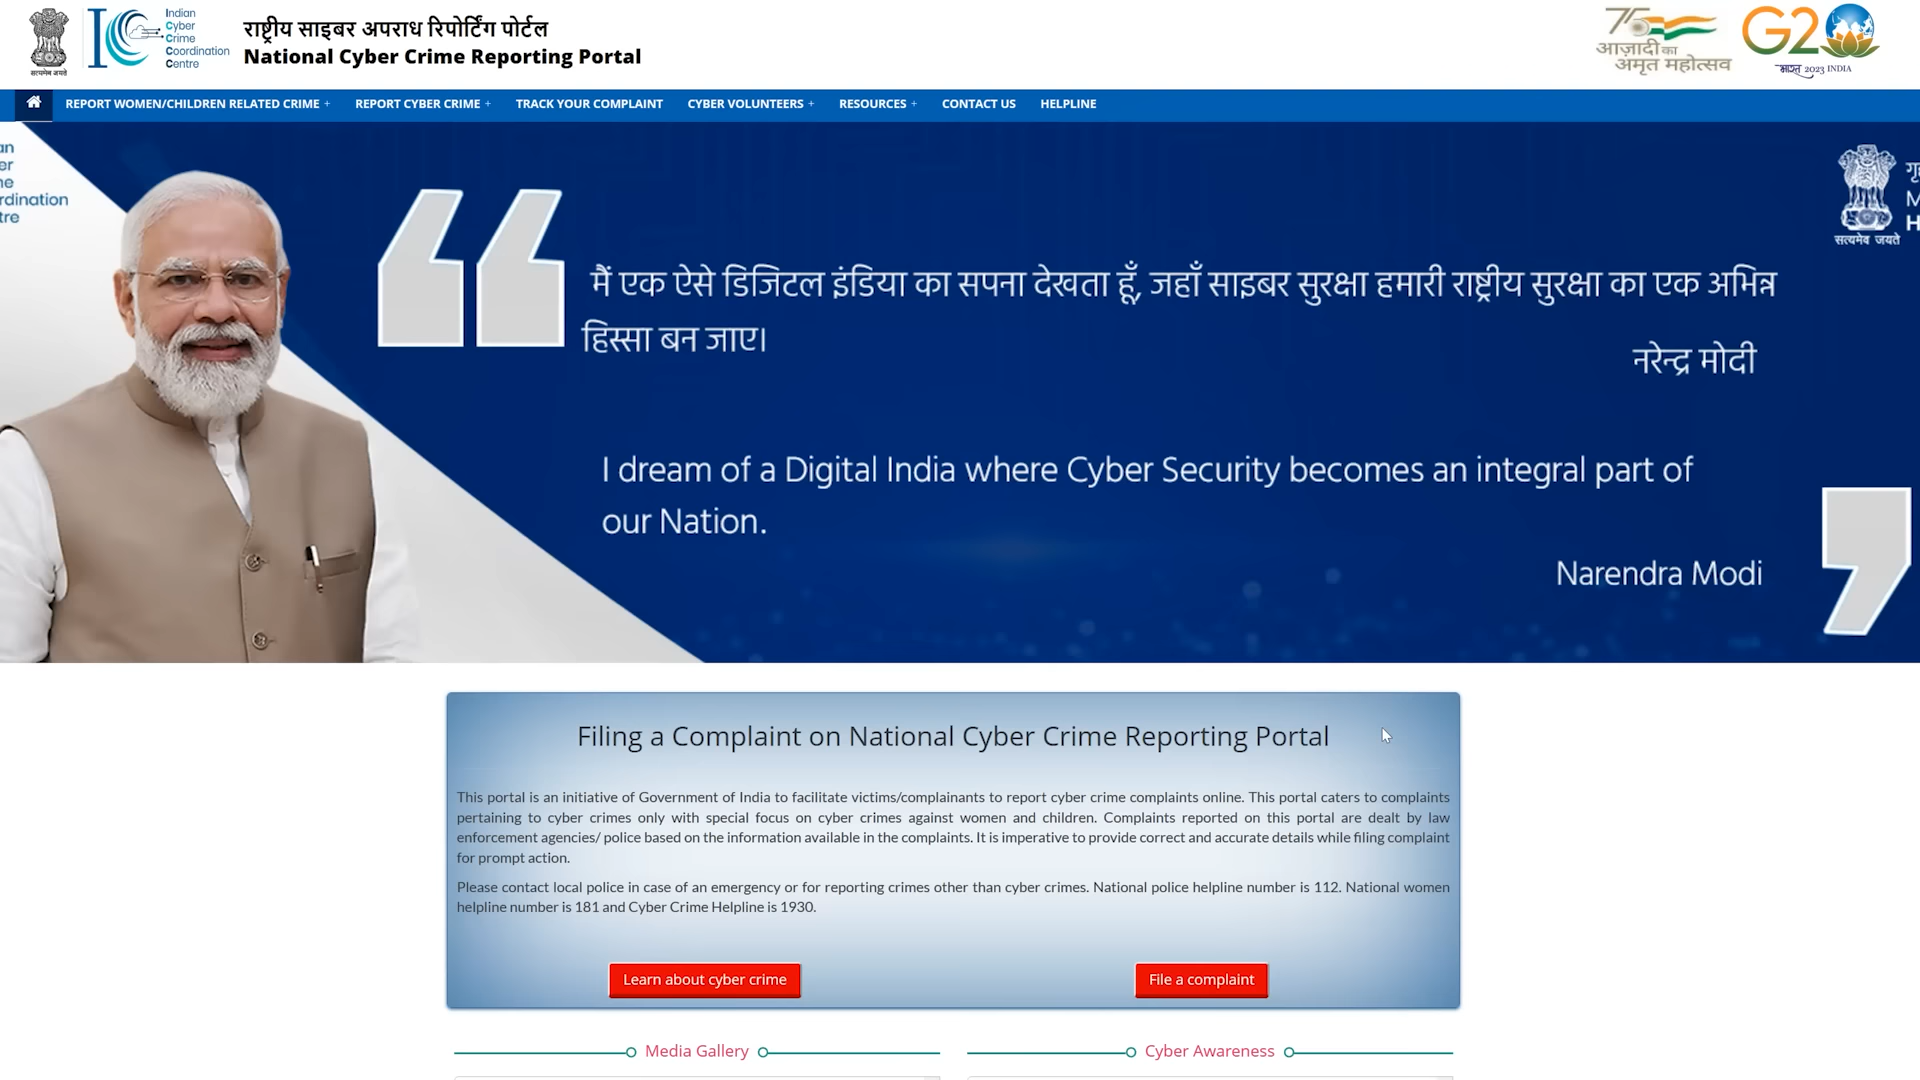 Indian
Cyber
Crime
Coordination
Centre
सत्यमेव जयते
राष्ट्रीय साइबर अपराध रिपोर्टिंग पोर्टल
National Cyber Crime Reporting Portal
75
आज़ादी का
अमृत महोत्सव
G20
भारत 2023 INDIA
REPORT WOMEN/CHILDREN RELATED CRIME + REPORT CYBER CRIME + TRACK YOUR COMPLAINT CYBER VOLUNTEERS + RESOURCES + CONTACT US HELPLINE
rdination
tre
सत्यमेव जयते
मैं एक ऐसे डिजिटल इंडिया का सपना देखता हूँ, जहाँ साइबर सुरक्षा हमारी राष्ट्रीय सुरक्षा का एक अभिन्न
हिस्सा बन जाए।
नरेन्द्र मोदी
I dream of a Digital India where Cyber Security becomes an integral part of
our Nation.
Narendra Modi
Filing a Complaint on National Cyber Crime Reporting Portal
This portal is an initiative of Government of India to facilitate victims/complainants to report cyber crime complaints online. This portal caters to complaints
pertaining to cyber crimes only with special focus on cyber crimes against women and children. Complaints reported on this portal are dealt by law
enforcement agencies/ police based on the information available in the complaints. It is imperative to provide correct and accurate details while filing complaint
for prompt action.
Please contact local police in case of an emergency or for reporting crimes other than cyber crimes. National police helpline number is 112. National women
helpline number is 181 and Cyber Crime Helpline is 1930.
Learn about cyber crime
File a complaint
Media Gallery
Cyber Awareness